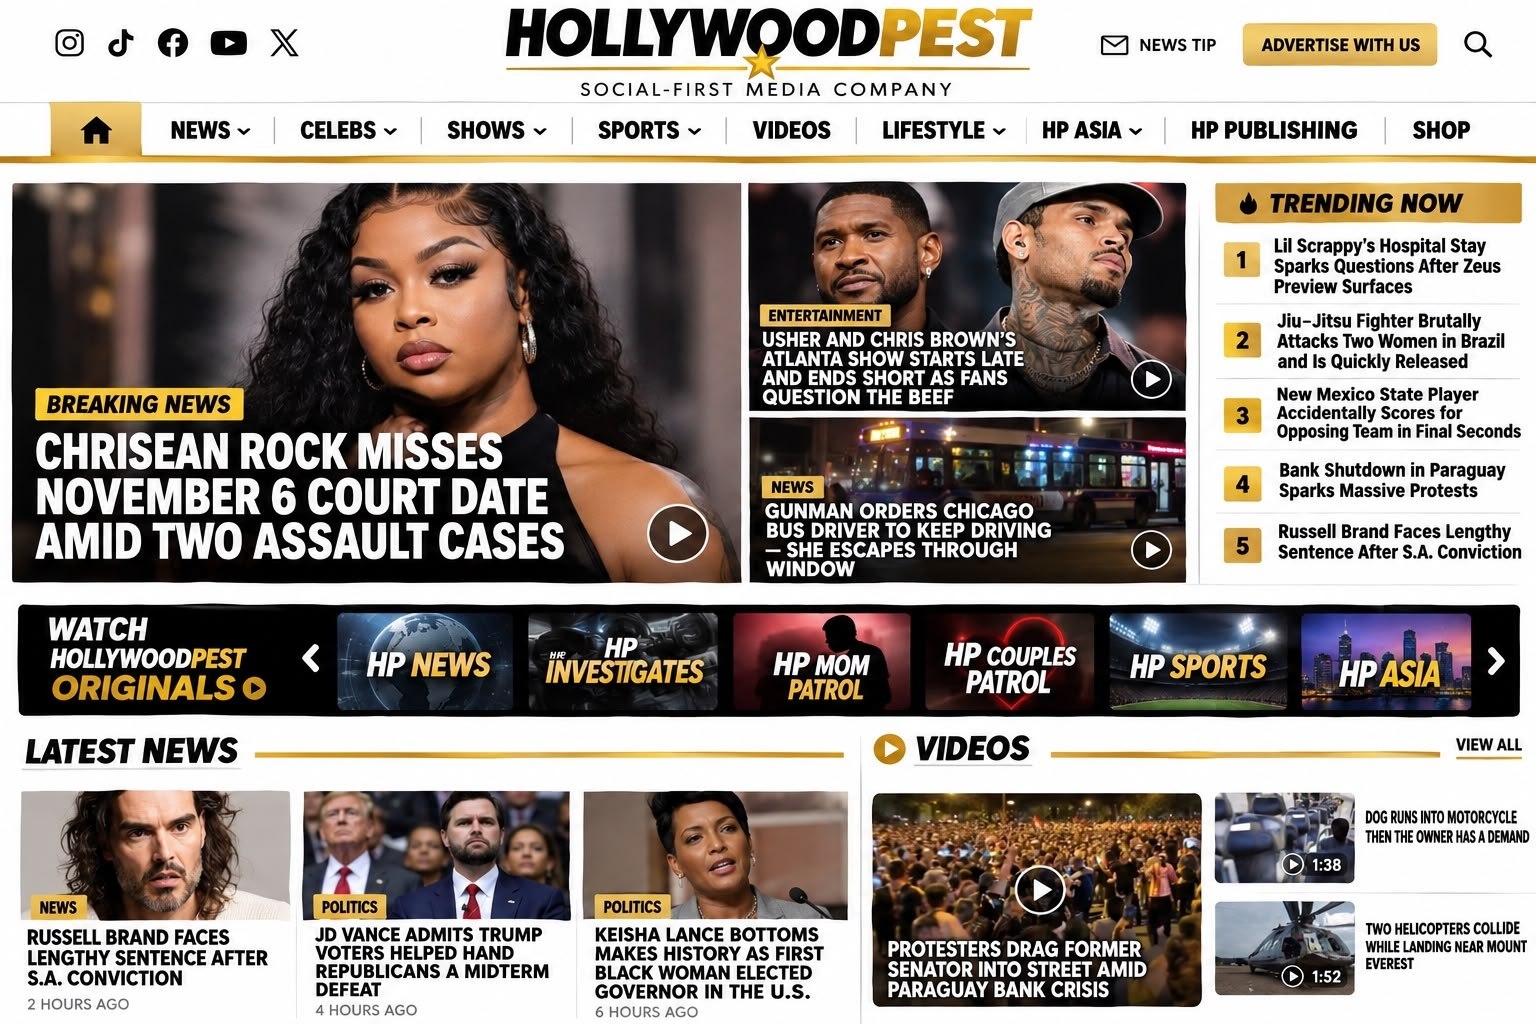 HOLLYWOODPEST
SOCIAL-FIRST MEDIA COMPANY
NEWS TIP
ADVERTISE WITH US
NEWS
CELEBS
SHOWS
SPORTS
VIDEOS
LIFESTYLE
HP ASIA
HP PUBLISHING
SHOP
BREAKING NEWS
CHRISEAN ROCK MISSES
NOVEMBER 6 COURT DATE
AMID TWO ASSAULT CASES
ENTERTAINMENT
USHER AND CHRIS BROWN'S
ATLANTA SHOW STARTS LATE
AND ENDS SHORT AS FANS
QUESTION THE BEEF
NEWS
GUNMAN ORDERS CHICAGO
BUS DRIVER TO KEEP DRIVING
— SHE ESCAPES THROUGH
WINDOW
TRENDING NOW
1
Lil Scrappy's Hospital Stay
Sparks Questions After Zeus
Preview Surfaces
2
Jiu-Jitsu Fighter Brutally
Attacks Two Women in Brazil
and Is Quickly Released
3
New Mexico State Player
Accidentally Scores for
Opposing Team in Final Seconds
4
Bank Shutdown in Paraguay
Sparks Massive Protests
5
Russell Brand Faces Lengthy
Sentence After S.A. Conviction
WATCH
HOLLYWOODPEST
ORIGINALS
HP NEWS
HP
INVESTIGATES
HP MOM
PATROL
HP COUPLES
PATROL
HP SPORTS
HP ASIA
LATEST NEWS
NEWS
RUSSELL BRAND FACES
LENGTHY SENTENCE AFTER
S.A. CONVICTION
2 HOURS AGO
POLITICS
JD VANCE ADMITS TRUMP
VOTERS HELPED HAND
REPUBLICANS A MIDTERM
DEFEAT
4 HOURS AGO
POLITICS
KEISHA LANCE BOTTOMS
MAKES HISTORY AS FIRST
BLACK WOMAN ELECTED
GOVERNOR IN THE U.S.
6 HOURS AGO
VIDEOS
VIEW ALL
PROTESTERS DRAG FORMER
SENATOR INTO STREET AMID
PARAGUAY BANK CRISIS
1:38
DOG RUNS INTO MOTORCYCLE
THEN THE OWNER HAS A DEMAND
1:52
TWO HELICOPTERS COLLIDE
WHILE LANDING NEAR MOUNT
EVEREST